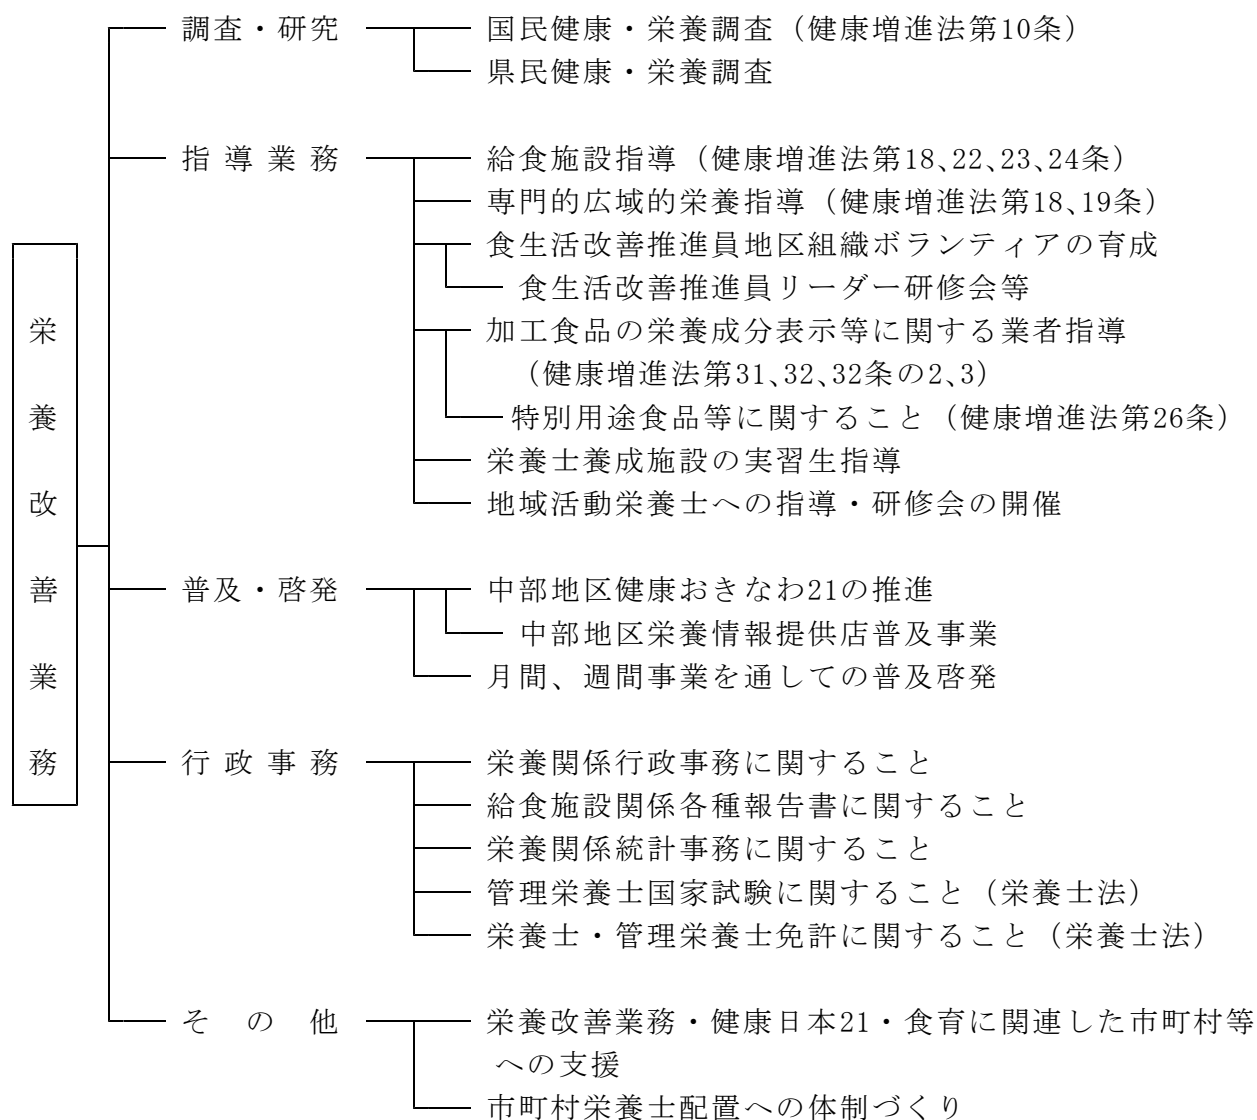 栄養改善業務
調査・研究
国民健康・栄養調査（健康増進法第10条）
県民健康・栄養調査
指導業務
給食施設指導（健康増進法第18、22、23、24条）
専門的広域的栄養指導（健康増進法第18、19条）
食生活改善推進員地区組織ボランティアの育成
食生活改善推進員リーダー研修会等
加工食品の栄養成分表示等に関する業者指導
（健康増進法第31、32、32条の2、3）
特別用途食品等に関すること（健康増進法第26条）
栄養士養成施設の実習生指導
地域活動栄養士への指導・研修会の開催
普及・啓発
中部地区健康おきなわ21の推進
中部地区栄養情報提供店普及事業
月間、週間事業を通しての普及啓発
行政事務
栄養関係行政事務に関すること
給食施設関係各種報告書に関すること
栄養関係統計事務に関すること
管理栄養士国家試験に関すること（栄養士法）
栄養士・管理栄養士免許に関すること（栄養士法）
その他
栄養改善業務・健康日本21・食育に関連した市町村等
への支援
市町村栄養士配置への体制づくり